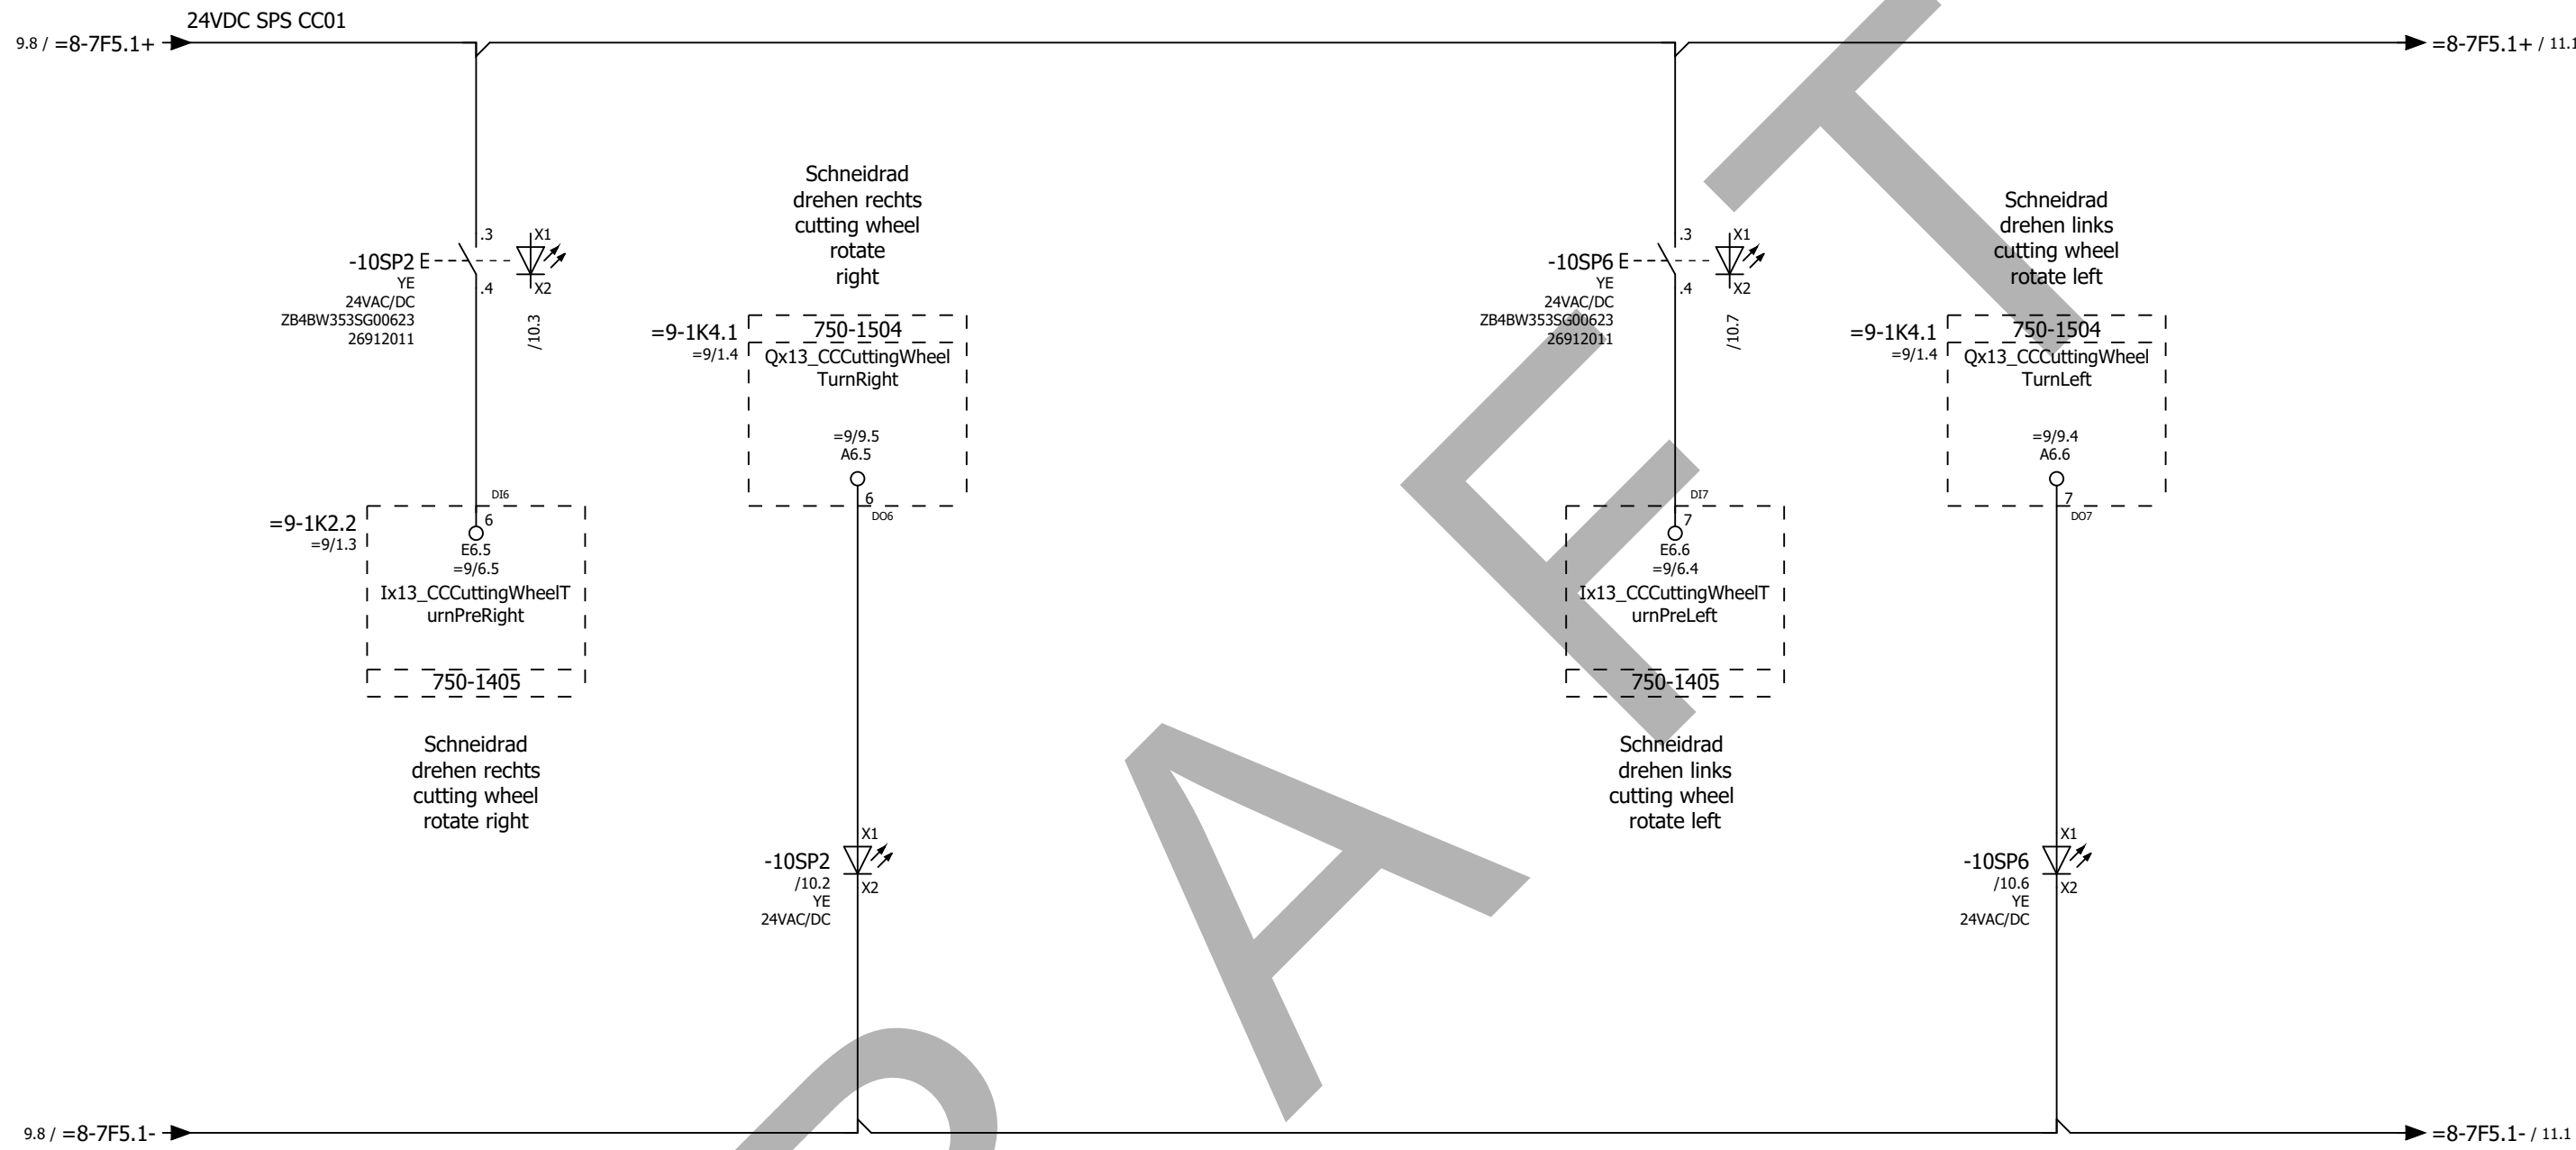 24VDC SPS CC01
9.8 / =8-7F5.1+
=8-7F5.1+ / 11.1
-10SP2
YE
24VAC/DC
ZB4BW353SG00623
26912011
.3
.4
X1
X2
/10.3
=9-1K2.2
=9/1.3
DI6
6
E6.5
=9/6.5
Ix13_CCCuttingWheelT
urnPreRight
750-1405
Schneidrad
drehen rechts
cutting wheel
rotate right
Schneidrad
drehen rechts
cutting wheel
rotate
right
=9-1K4.1
=9/1.4
750-1504
Qx13_CCCuttingWheel
TurnRight
=9/9.5
A6.5
6
DO6
X1
-10SP2
/10.2
YE
24VAC/DC
X2
-10SP6
YE
24VAC/DC
ZB4BW353SG00623
26912011
.3
.4
X1
X2
/10.7
DI7
7
E6.6
=9/6.4
Ix13_CCCuttingWheelT
urnPreLeft
750-1405
Schneidrad
drehen links
cutting wheel
rotate left
Schneidrad
drehen links
cutting wheel
rotate left
=9-1K4.1
=9/1.4
750-1504
Qx13_CCCuttingWheel
TurnLeft
=9/9.4
A6.6
7
DO7
X1
-10SP6
/10.6
YE
24VAC/DC
X2
9.8 / =8-7F5.1-
=8-7F5.1- / 11.1